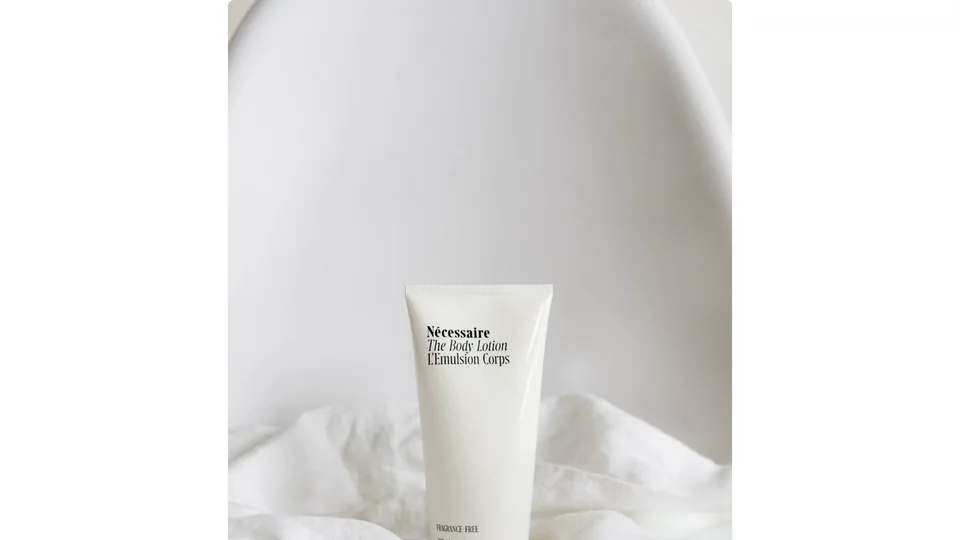 Nécessaire
The Body Lotion
L'Emulsion Corps
FRAGRANCE FREE